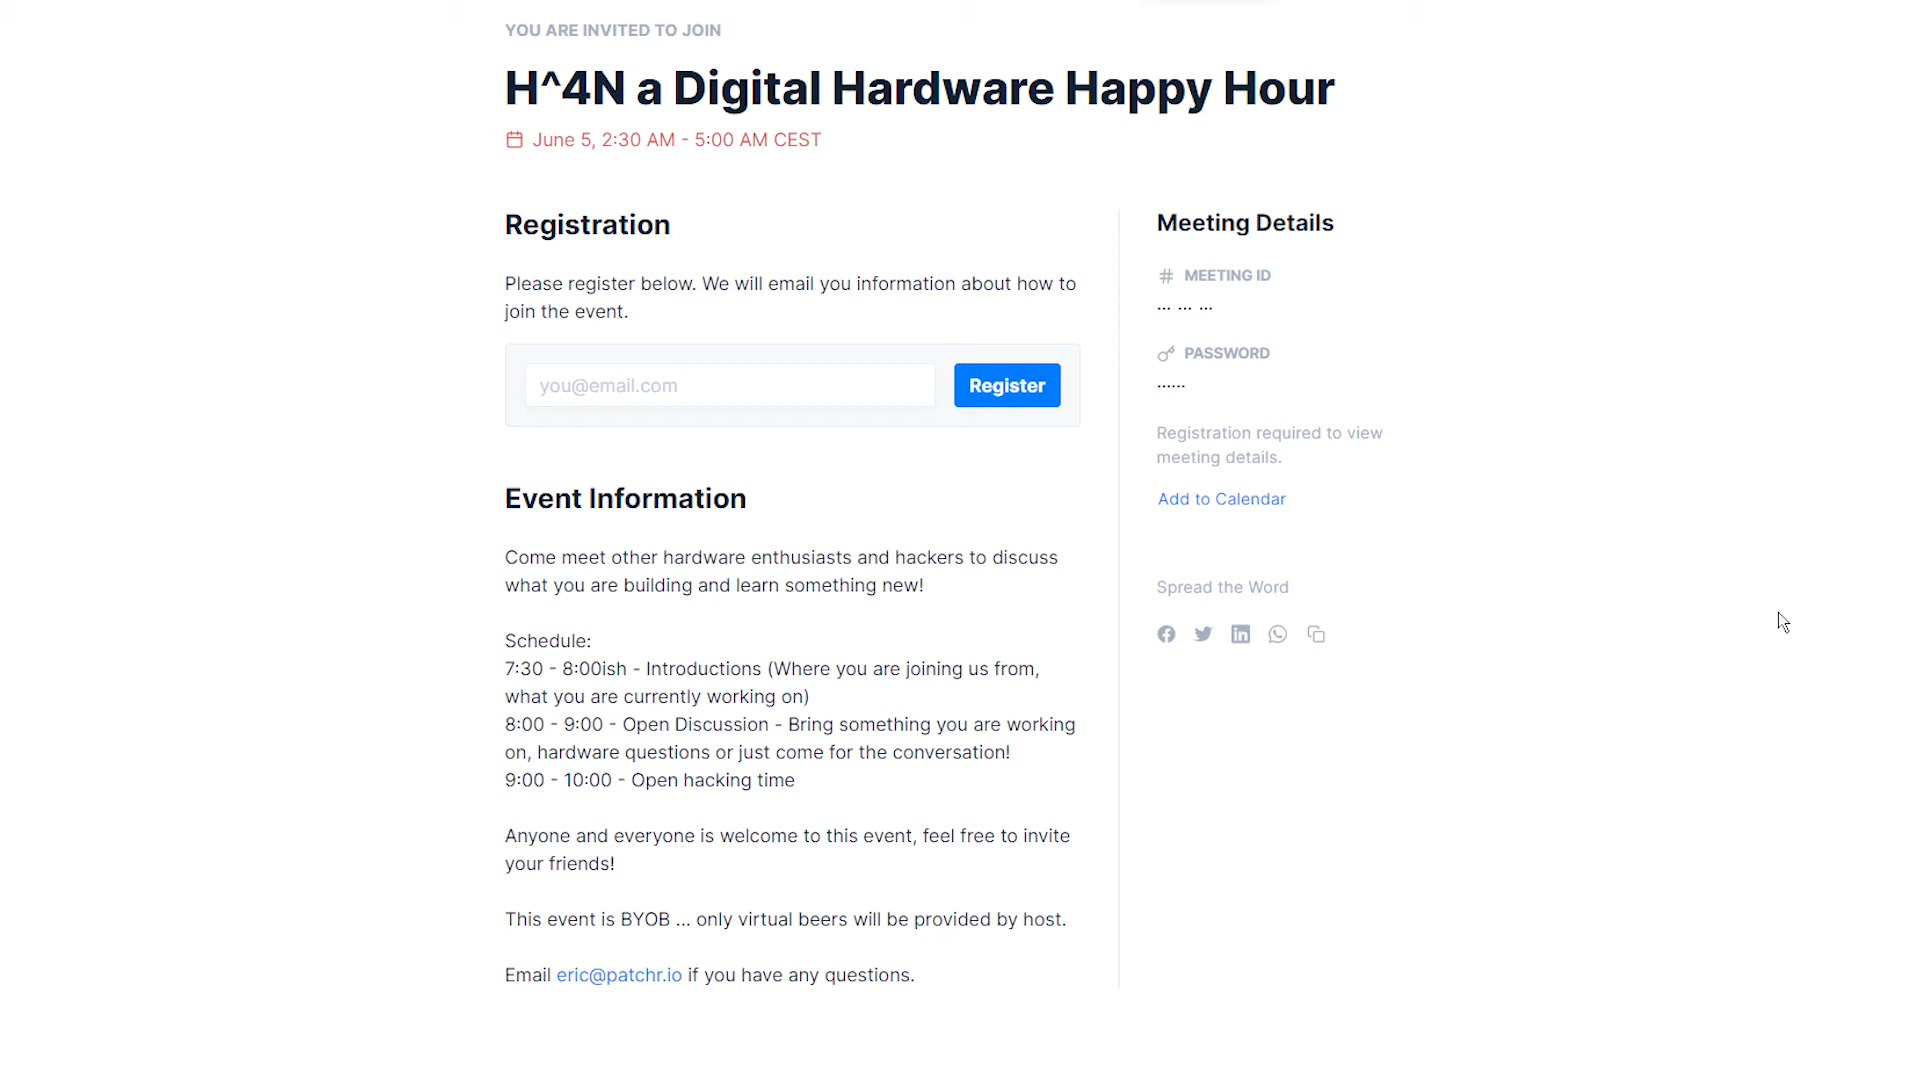 YOU ARE INVITED TO JOIN
H^4N a Digital Hardware Happy Hour
June 5, 2:30 AM - 5:00 AM CEST
Registration
Please register below. We will email you information about how to
join the event.
you@email.com
Register
Event Information
Come meet other hardware enthusiasts and hackers to discuss
what you are building and learn something new!
Schedule:
7:30 - 8:00ish - Introductions (Where you are joining us from,
what you are currently working on)
8:00 - 9:00 - Open Discussion - Bring something you are working
on, hardware questions or just come for the conversation!
9:00 - 10:00 - Open hacking time
Anyone and everyone is welcome to this event, feel free to invite
your friends!
This event is BYOB ... only virtual beers will be provided by host.
Email eric@patchr.io if you have any questions.
Meeting Details
# MEETING ID
... ... ...
PASSWORD
......
Registration required to view
meeting details.
Add to Calendar
Spread the Word